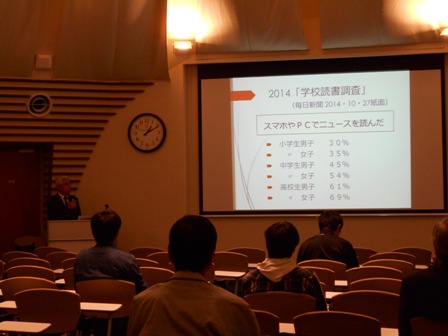 2014「学校読書調査」
（毎日新聞 2014・10・27紙面）
スマホやＰＣでニュースを読んだ
小学生男子 ３０％
〃 女子 ３５％
中学生男子 ４５％
〃 女子 ５４％
高校生男子 ６１％
〃 女子 ６９％